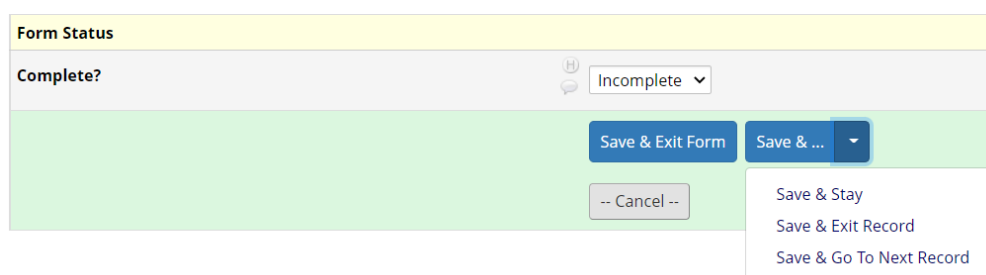 Form Status
Complete?
H
Incomplete
Save & Exit Form
Save & ...
-- Cancel --
Save & Stay
Save & Exit Record
Save & Go To Next Record